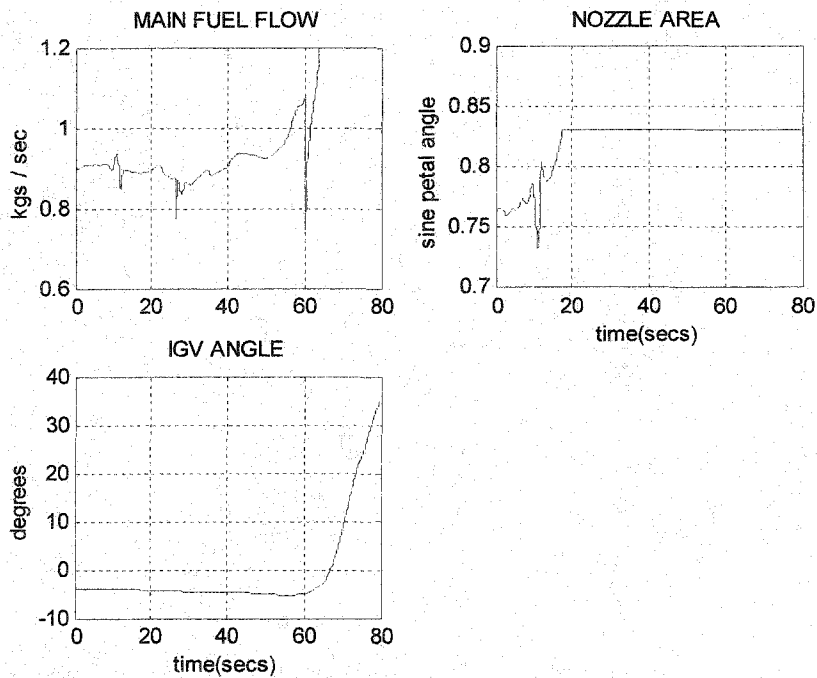 MAIN FUEL FLOW
1.2
1
0.8
0.6
kgs / sec
0 20 40 60 80
NOZZLE AREA
0.9
0.85
0.8
0.75
0.7
sine petal angle
0 20 40 60 80
time(secs)
IGV ANGLE
40
30
20
10
0
-10
degrees
0 20 40 60 80
time(secs)